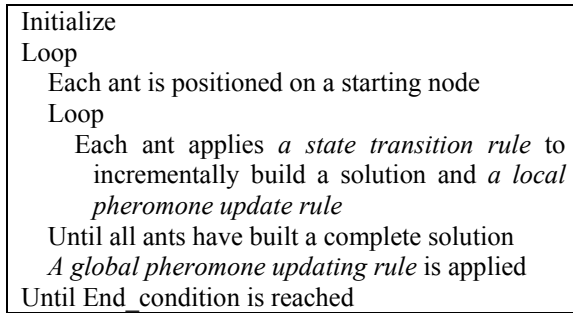 Initialize
Loop
Each ant is positioned on a starting node
Loop
Each ant applies a state transition rule to
incrementally build a solution and a local
pheromone update rule
Until all ants have built a complete solution
A global pheromone updating rule is applied
Until End_condition is reached